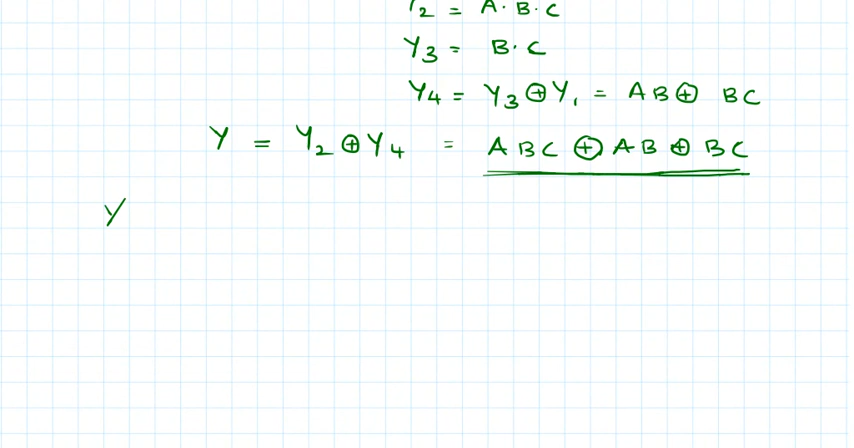 Y₂ = A·B·C
Y₃ = B·C
Y₄ = Y₃ ⊕ Y₁ = AB ⊕ BC
Y = Y₂ ⊕ Y₄ = ABC ⊕ AB ⊕ BC
Y